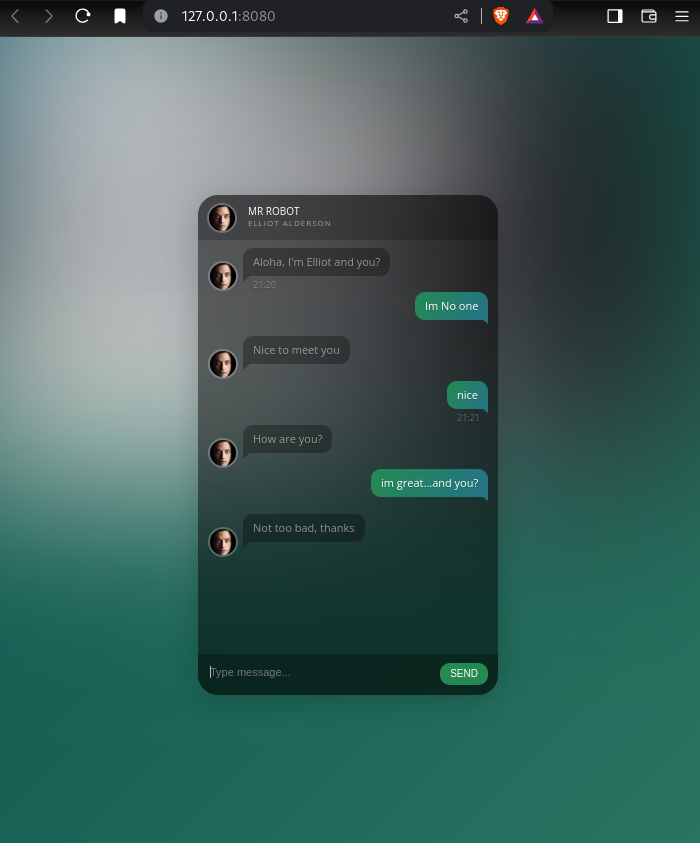 127.0.0.1:8080
MR ROBOT
ELLIOT ALDERSON
Aloha, I'm Elliot and you?
21:20
Im No one
Nice to meet you
nice
21:21
How are you?
im great...and you?
Not too bad, thanks
Type message...
SEND